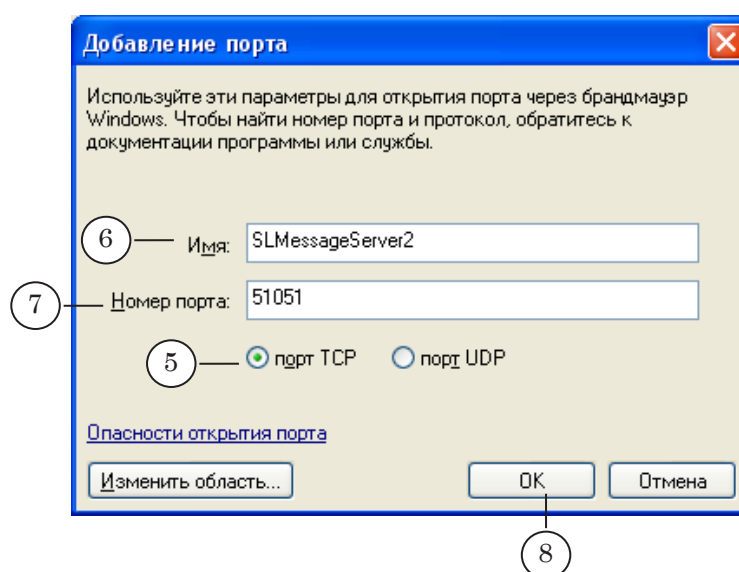 Добавление порта
Используйте эти параметры для открытия порта через брандмауэр
Windows. Чтобы найти номер порта и протокол, обратитесь к
документации программы или службы.
6 Имя: SLMessageServer2
7 Номер порта: 51051
5 порт TCP порт UDP
Опасности открытия порта
Изменить область... OK Отмена
8